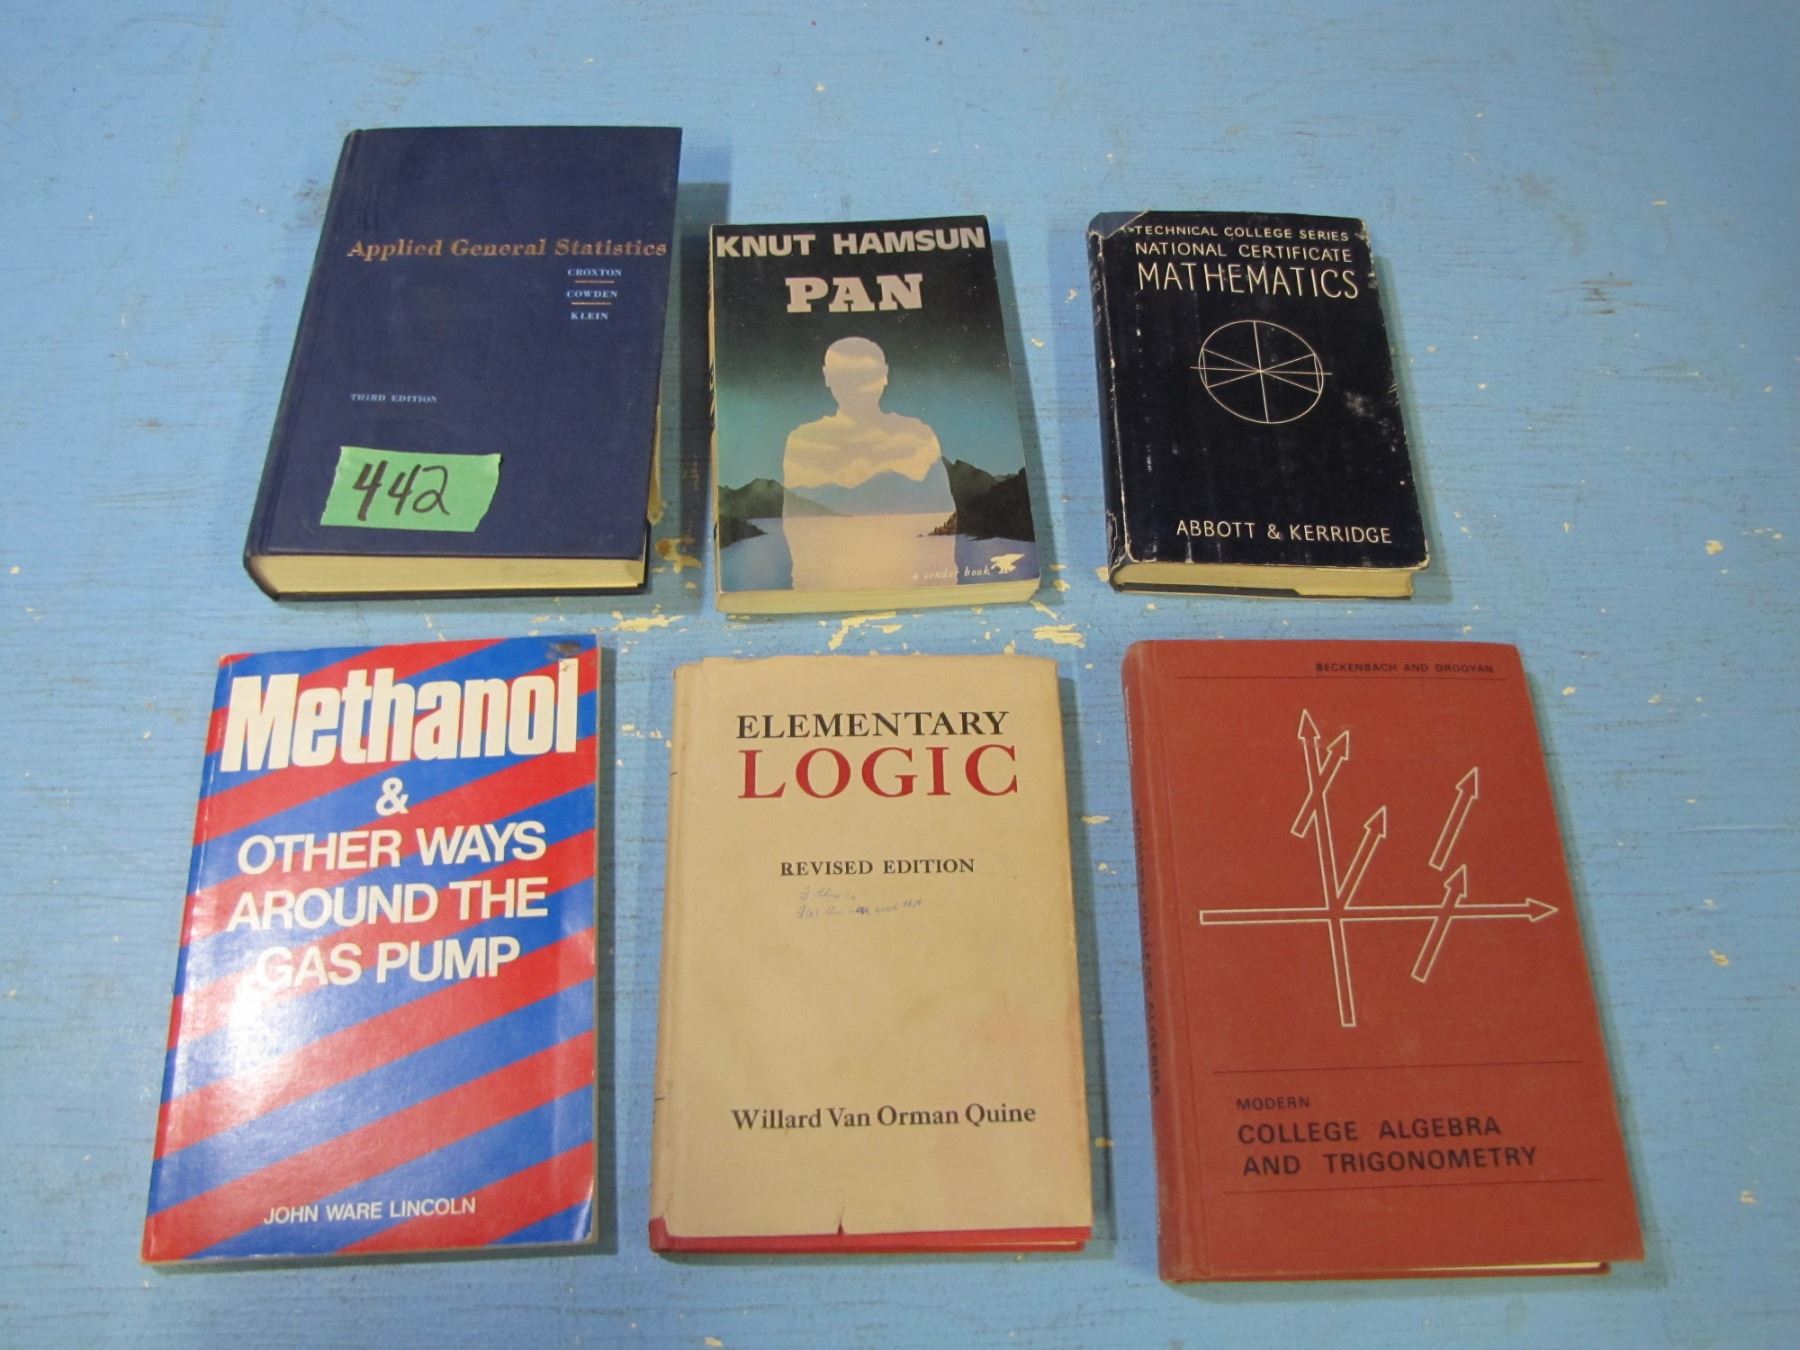 Applied General Statistics
CROXTON
COWDEN
KLEIN
THIRD EDITION
442
KNUT HAMSUN
PAN
a condor book
TECHNICAL COLLEGE SERIES
NATIONAL CERTIFICATE
MATHEMATICS
ABBOTT & KERRIDGE
Methanol
&
OTHER WAYS
AROUND THE
GAS PUMP
JOHN WARE LINCOLN
ELEMENTARY
LOGIC
REVISED EDITION
Willard Van Orman Quine
BECKENBACH AND DROOYAN
MODERN
COLLEGE ALGEBRA
AND TRIGONOMETRY